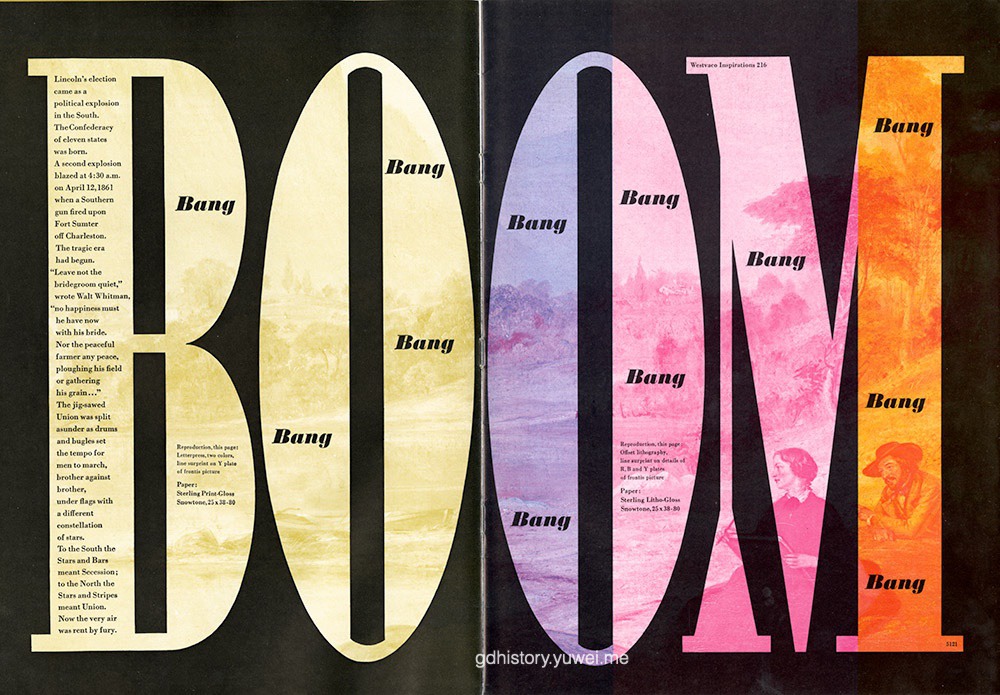 BOOM
Lincoln's election
came as a
political explosion
in the South.
The Confederacy
of eleven states
was born.
A second explosion
blazed at 4:30 a.m.
on April 12, 1861
when a Southern
gun fired upon
Fort Sumter
off Charleston.
The tragic era
had begun.
"Leave not the
bridegroom quiet,"
wrote Walt Whitman,
"no happiness must
he have now
with his bride.
Nor the peaceful
farmer any peace,
ploughing his field
or gathering
his grain..."
The jig-sawed
Union was split
asunder as drums
and bugles set
the tempo for
men to march,
brother against
brother,
under flags with
a different
constellation
of stars.
To the South the
Stars and Bars
meant Secession;
to the North the
Stars and Stripes
meant Union.
Now the very air
was rent by fury.
Bang
Reproduction, this page:
Letterpress, two colors,
line surprint on Y plate
of frontis picture
Paper:
Sterling Print-Gloss
Snowtone, 25 x 38-80
Bang
Bang
Bang
Bang
Bang
Bang
Bang
Reproduction, this page
Offset lithography,
line surprint on details of
R, B and Y plates
of frontis picture
Paper:
Sterling Litho-Gloss
Snowtone, 25 x 38-80
Westvaco Inspirations 216
Bang
Bang
Bang
Bang
5121
gdhistory.yuwei.me